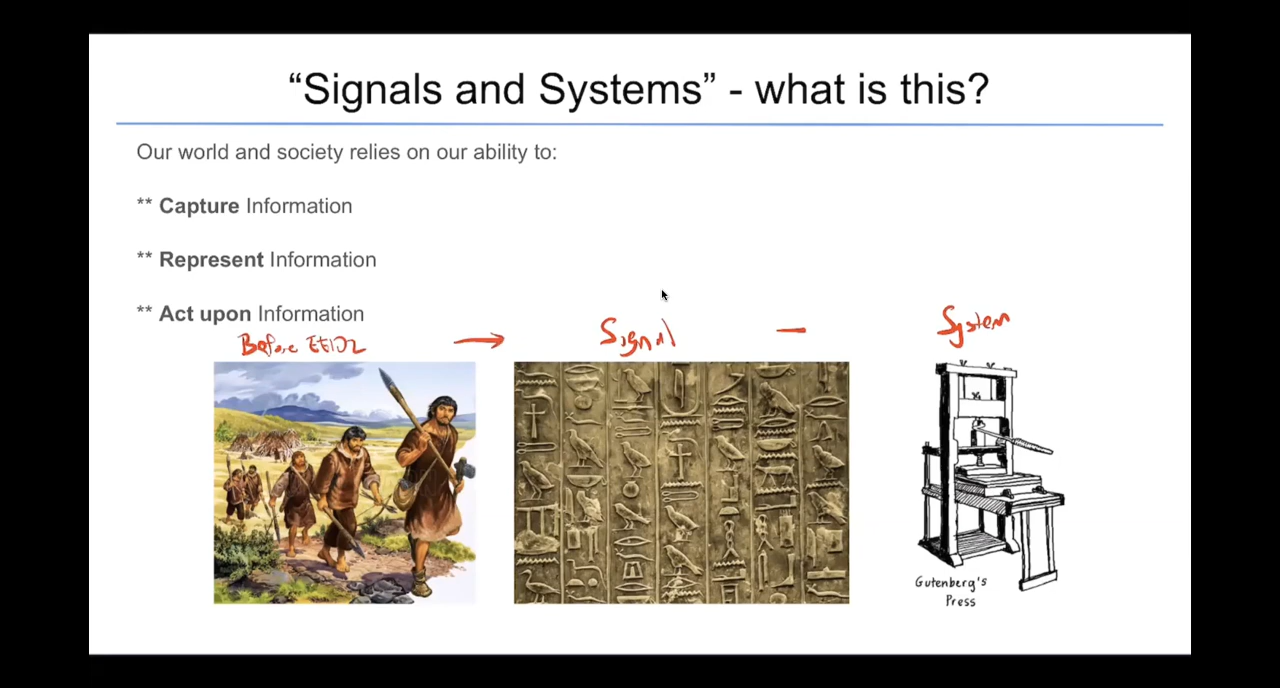 “Signals and Systems” - what is this?
Our world and society relies on our ability to:
** Capture Information
** Represent Information
** Act upon Information
Before EE102
Signal
System
Gutenberg's
Press